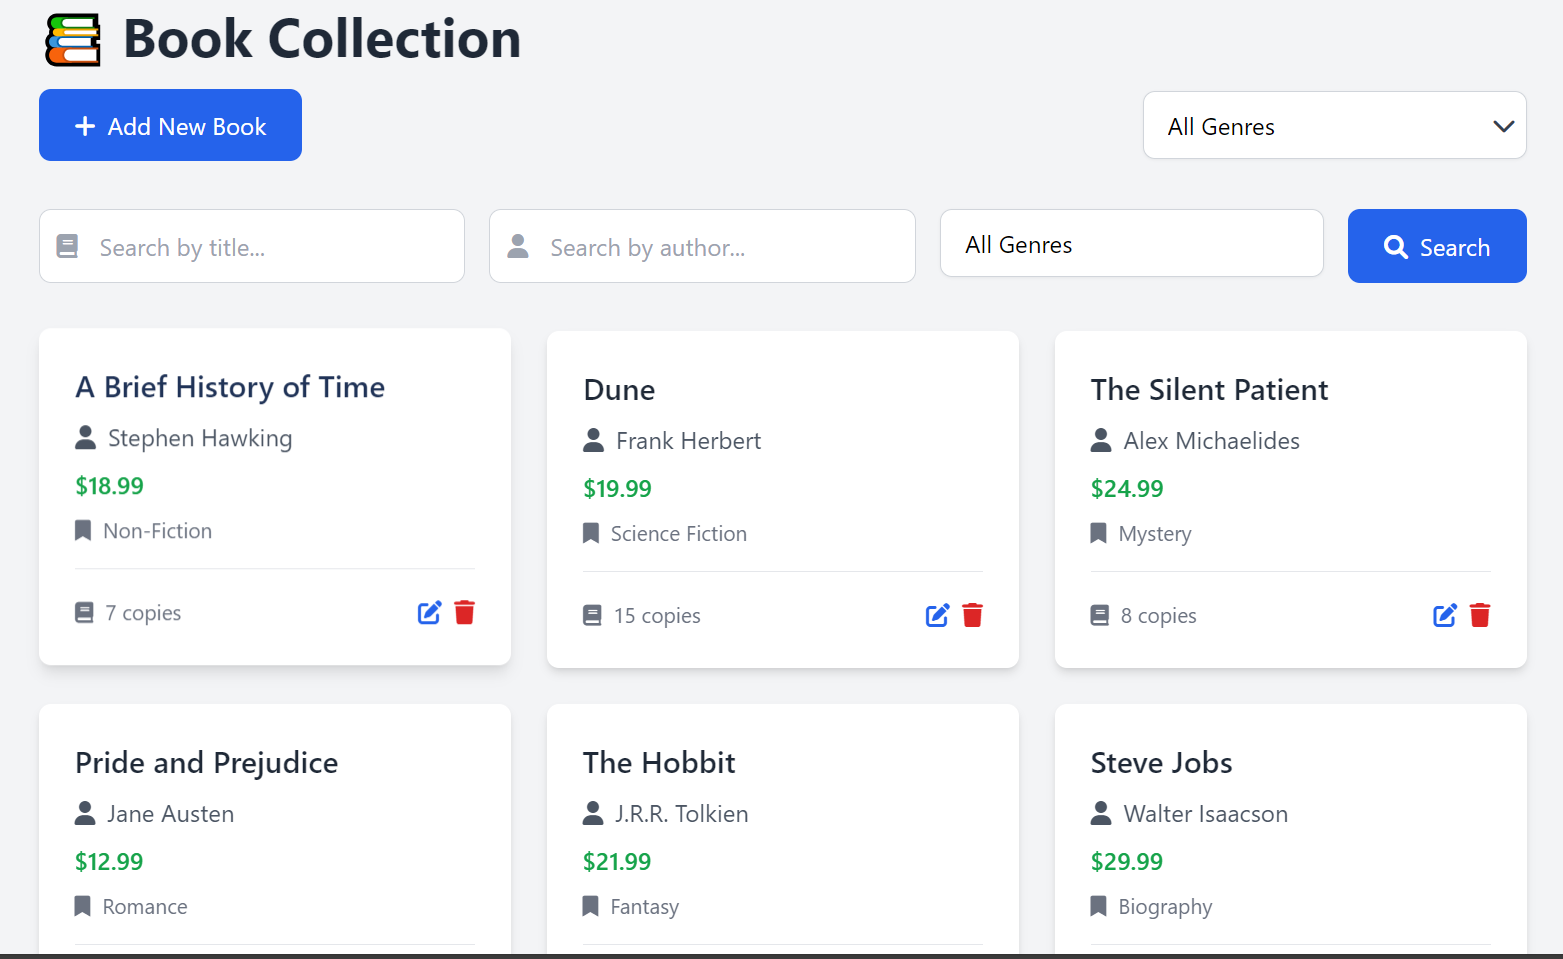 Book Collection
Add New Book
All Genres
Search by title...
Search by author...
All Genres
Search
A Brief History of Time
Stephen Hawking
$18.99
Non-Fiction
7 copies
Dune
Frank Herbert
$19.99
Science Fiction
15 copies
The Silent Patient
Alex Michaelides
$24.99
Mystery
8 copies
Pride and Prejudice
Jane Austen
$12.99
Romance
The Hobbit
J.R.R. Tolkien
$21.99
Fantasy
Steve Jobs
Walter Isaacson
$29.99
Biography